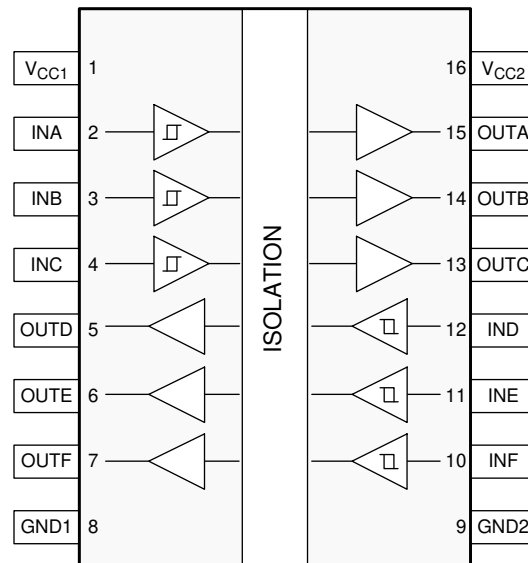 VCC1 1 16 VCC2
INA 2 15 OUTA
INB 3 14 OUTB
INC 4 13 OUTC
OUTD 5 12 IND
OUTE 6 11 INE
OUTF 7 10 INF
GND1 8 9 GND2
ISOLATION